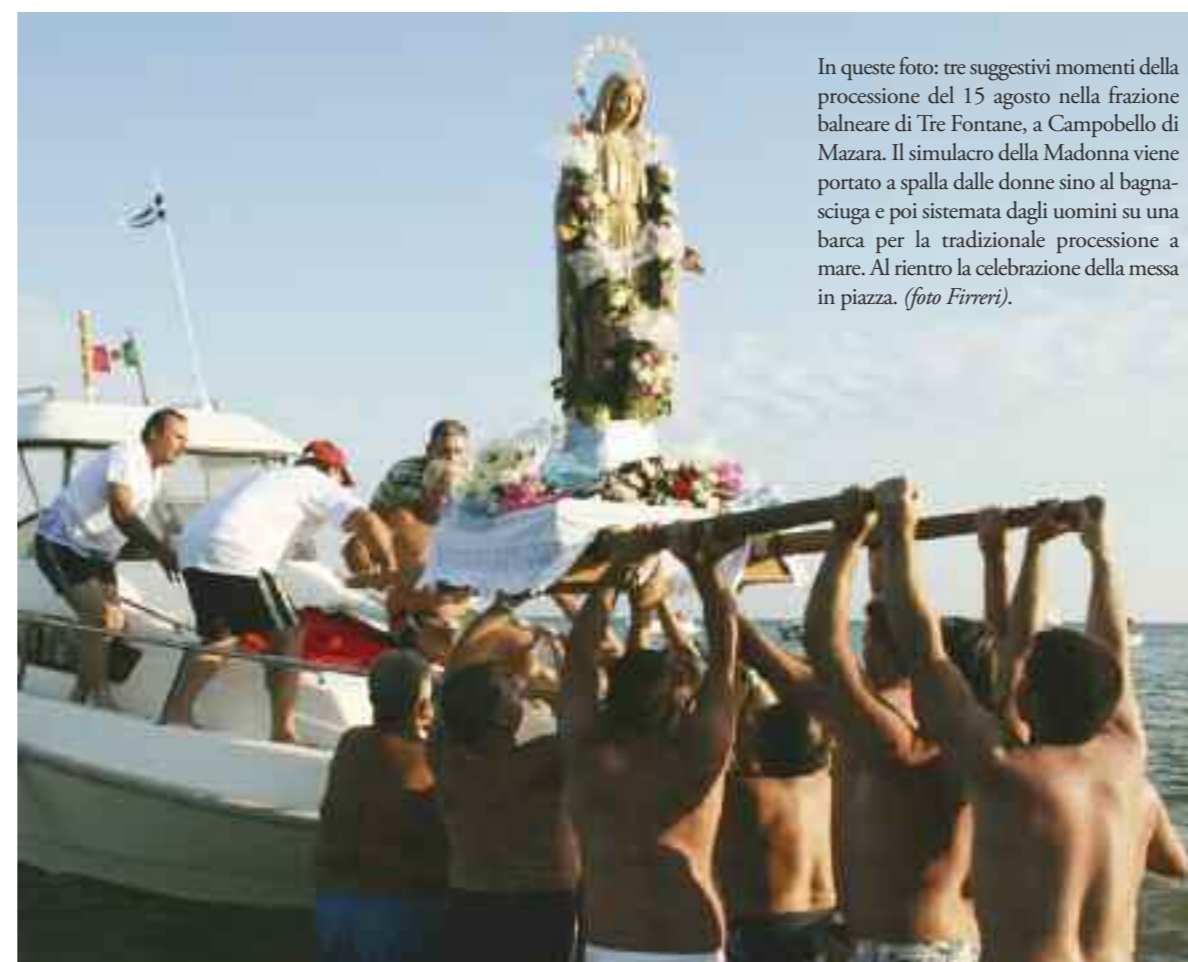 In queste foto: tre suggestivi momenti della
processione del 15 agosto nella frazione
balneare di Tre Fontane, a Campobello di
Mazara. Il simulacro della Madonna viene
portato a spalla dalle donne sino al bagna-
sciuga e poi sistemata dagli uomini su una
barca per la tradizionale processione a
mare. Al rientro la celebrazione della messa
in piazza. (foto Firreri).